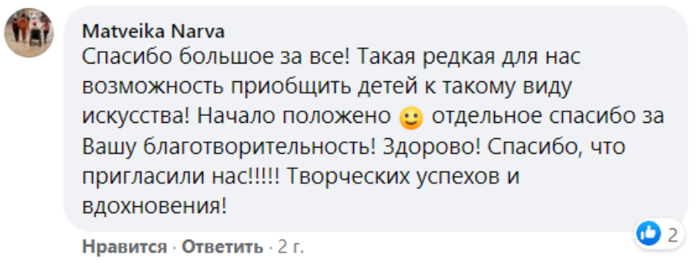 Matveika Narva
Спасибо большое за все! Такая редкая для нас
возможность приобщить детей к такому виду
искусства! Начало положено 🙂 отдельное спасибо за
Вашу благотворительность! Здорово! Спасибо, что
пригласили нас!!!!! Творческих успехов и
вдохновения!
2
Нравится · Ответить · 2 г.